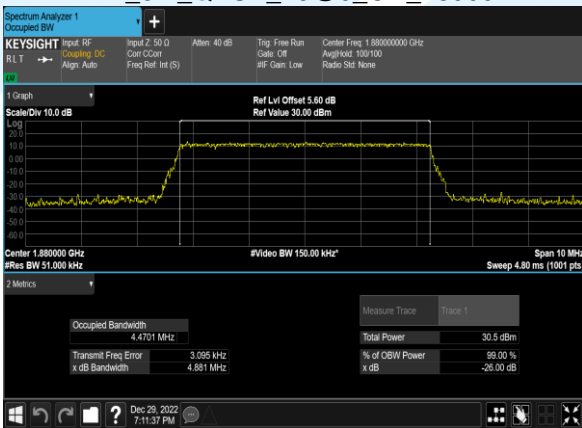 Spectrum Analyzer 1
Occupied BW
KEYSIGHT Input: RF Input Z: 50 Ω Atten: 40 dB Trig: Free Run Center Freq: 1.880000000 GHz
RLT Coupling: DC Corr CCorr Gate: Off Avg|Hold: 100/100
Align: Auto Freq Ref: Int (S) #IF Gain: Low Radio Std: None
LW
1 Graph Ref Lvl Offset 5.60 dB
Scale/Div 10.0 dB Ref Value 30.00 dBm
Log
20.0
10.0
0.00
-10.0
-20.0
-30.0
-40.0
-50.0
-60.0
Center 1.880000 GHz #Video BW 150.00 kHz* Span 10 MHz
#Res BW 51.000 kHz Sweep 4.80 ms (1001 pts)
2 Metrics
Measure Trace Trace 1
Occupied Bandwidth
4.4701 MHz Total Power 30.5 dBm
Transmit Freq Error 3.095 kHz % of OBW Power 99.00 %
x dB Bandwidth 4.881 MHz x dB -26.00 dB
Dec 29, 2022
7:11:37 PM